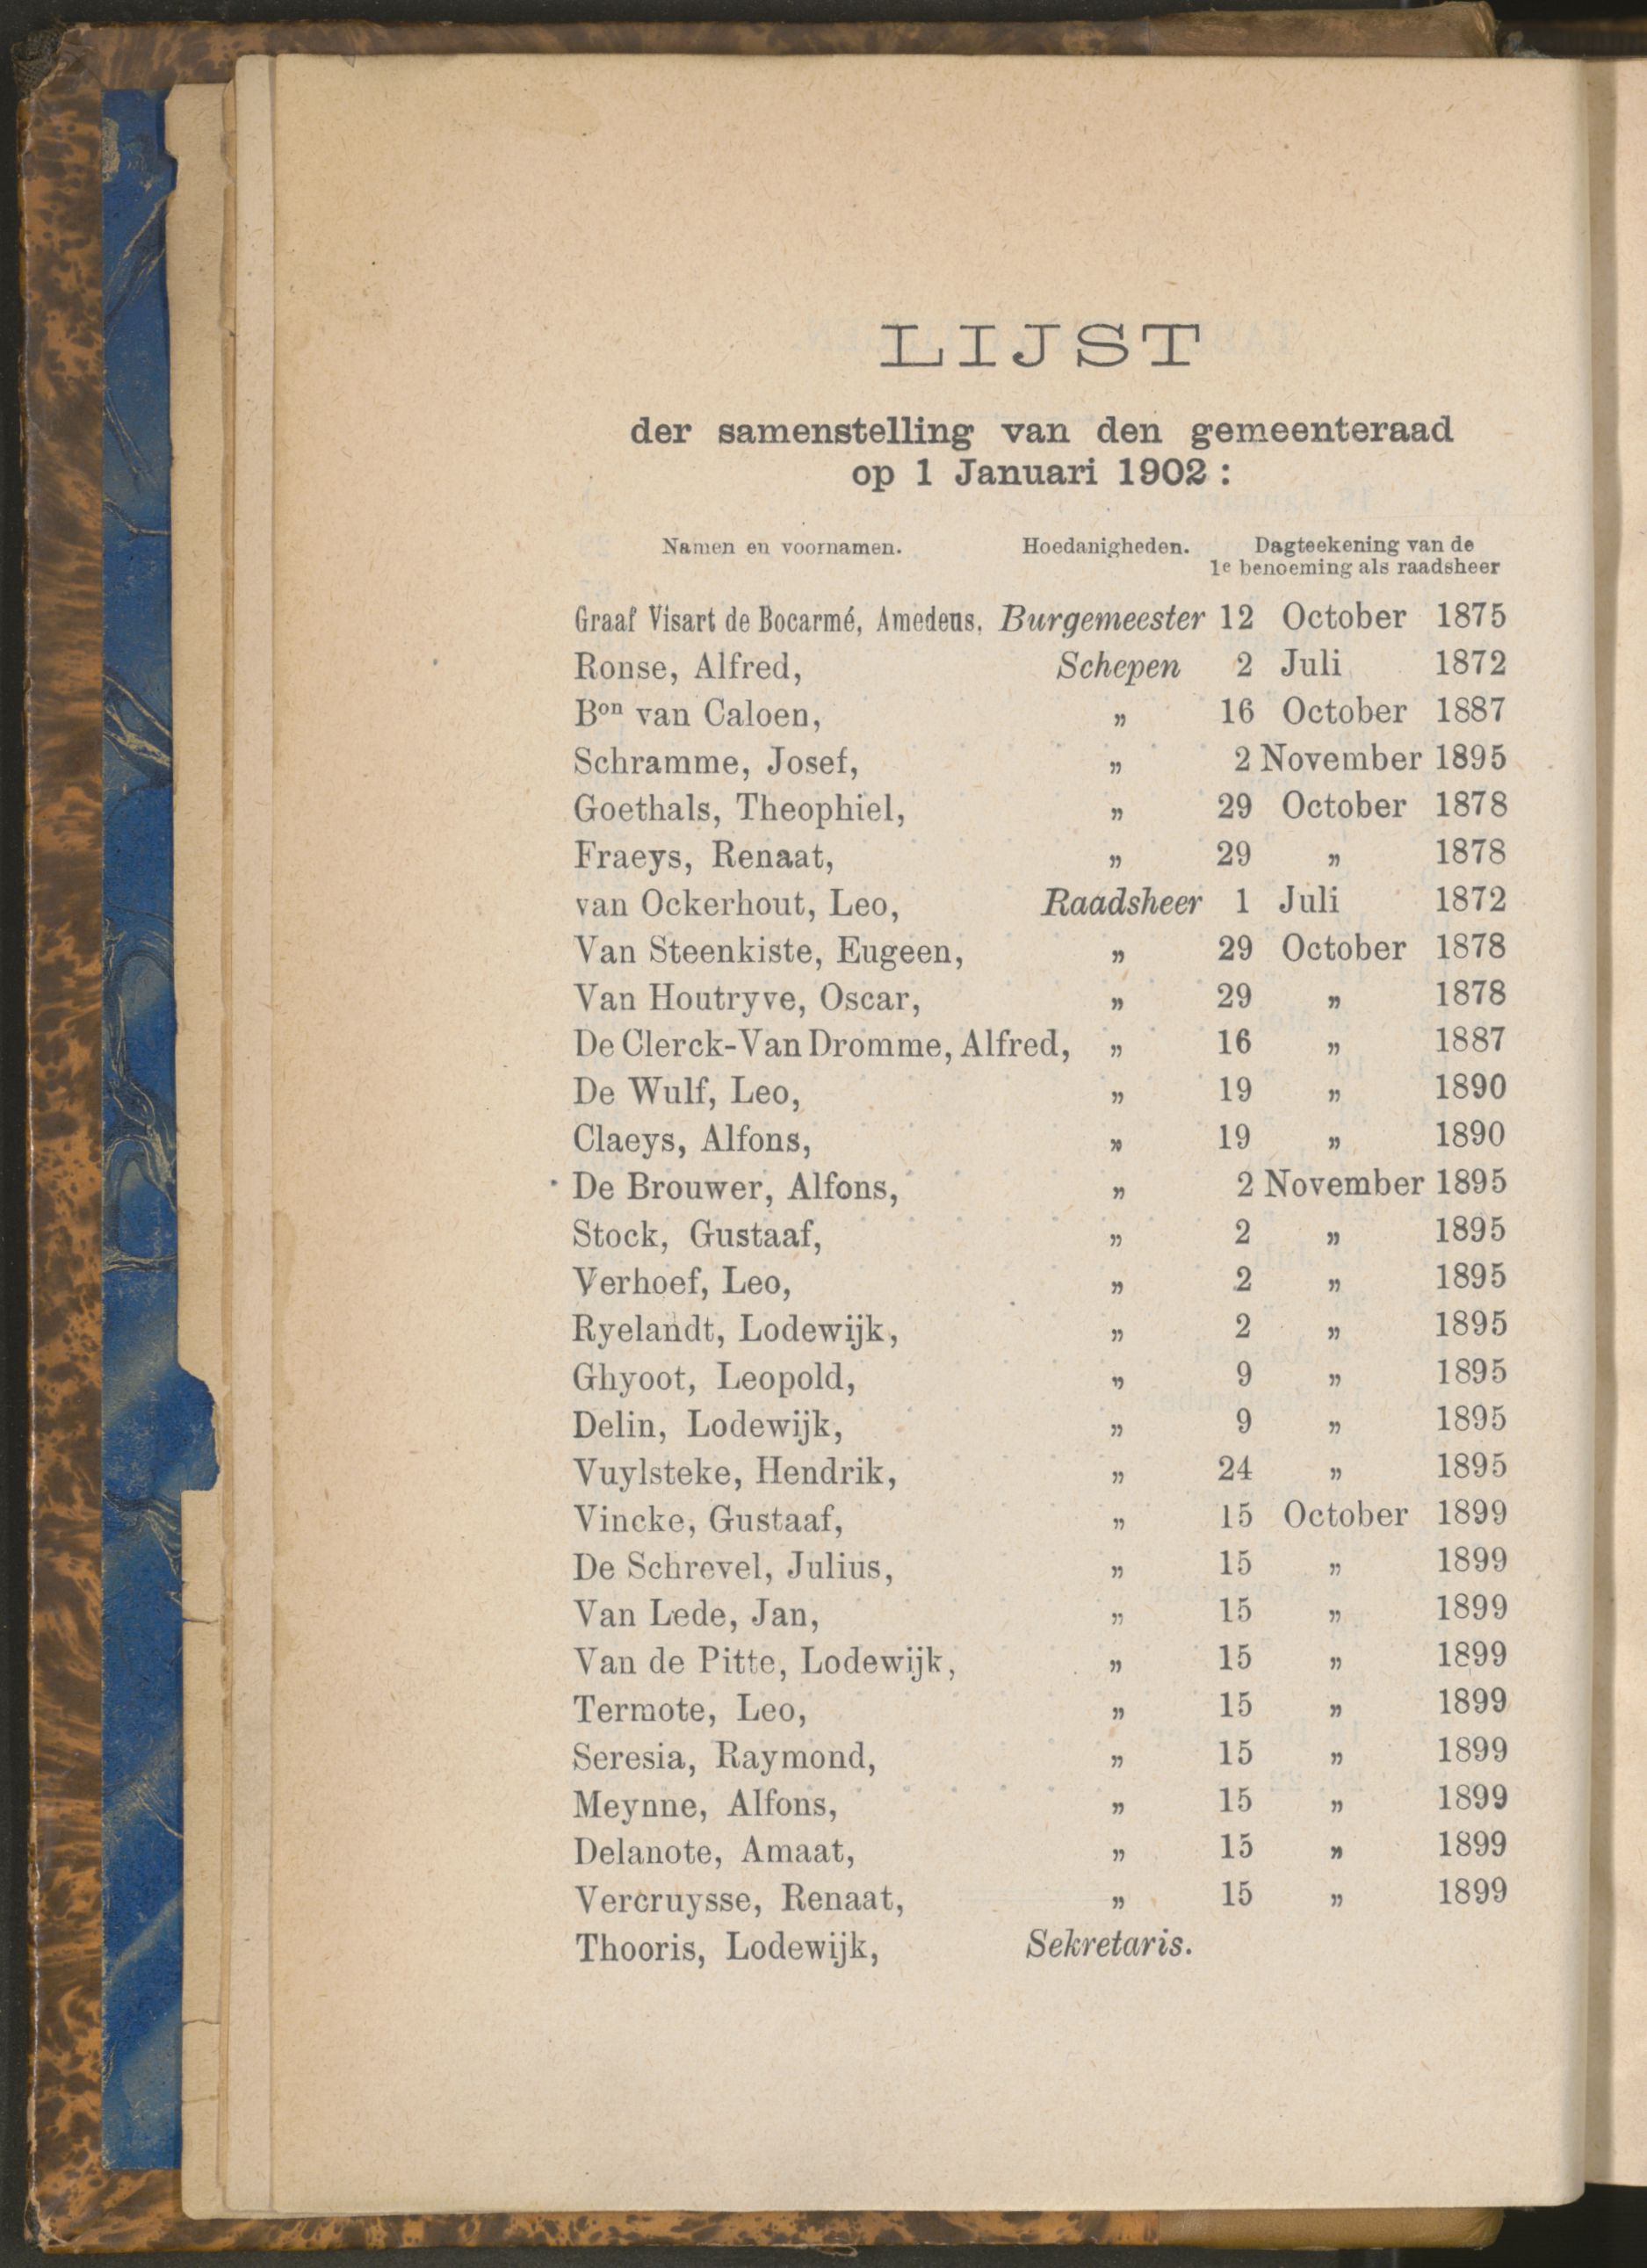 LIJST
der samenstelling van den gemeenteraad
op 1 Januari 1902 :
Namen en voornamen. Hoedanigheden. Dagteekening van de
1e benoeming als raadsheer
Graaf Visart de Bocarmé, Amedeus, Burgemeester 12 October 1875
Ronse, Alfred, Schepen 2 Juli 1872
Bon van Caloen, „ 16 October 1887
Schramme, Josef, „ 2 November 1895
Goethals, Theophiel, „ 29 October 1878
Fraeys, Renaat, „ 29 „ 1878
van Ockerhout, Leo, Raadsheer 1 Juli 1872
Van Steenkiste, Eugeen, „ 29 October 1878
Van Houtryve, Oscar, „ 29 „ 1878
De Clerck-Van Dromme, Alfred, „ 16 „ 1887
De Wulf, Leo, „ 19 „ 1890
Claeys, Alfons, „ 19 „ 1890
De Brouwer, Alfons, „ 2 November 1895
Stock, Gustaaf, „ 2 „ 1895
Verhoef, Leo, „ 2 „ 1895
Ryelandt, Lodewijk, „ 2 „ 1895
Ghyoot, Leopold, „ 9 „ 1895
Delin, Lodewijk, „ 9 „ 1895
Vuylsteke, Hendrik, „ 24 „ 1895
Vincke, Gustaaf, „ 15 October 1899
De Schrevel, Julius, „ 15 „ 1899
Van Lede, Jan, „ 15 „ 1899
Van de Pitte, Lodewijk, „ 15 „ 1899
Termote, Leo, „ 15 „ 1899
Seresia, Raymond, „ 15 „ 1899
Meynne, Alfons, „ 15 „ 1899
Delanote, Amaat, „ 15 „ 1899
Vercruysse, Renaat, „ 15 „ 1899
Thooris, Lodewijk, Sekretaris.